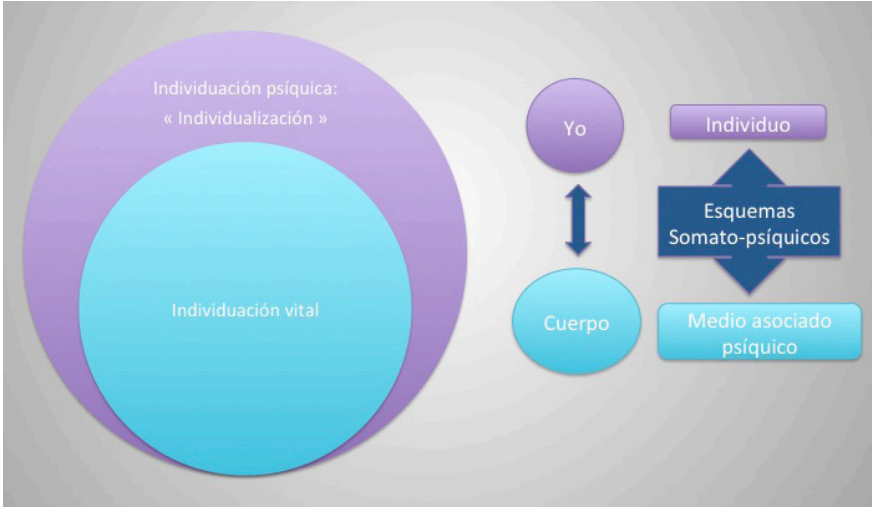 Individuación psíquica:
« Individualización »
Individuación vital
Yo
Cuerpo
Individuo
Esquemas
Somato-psíquicos
Medio asociado
psíquico